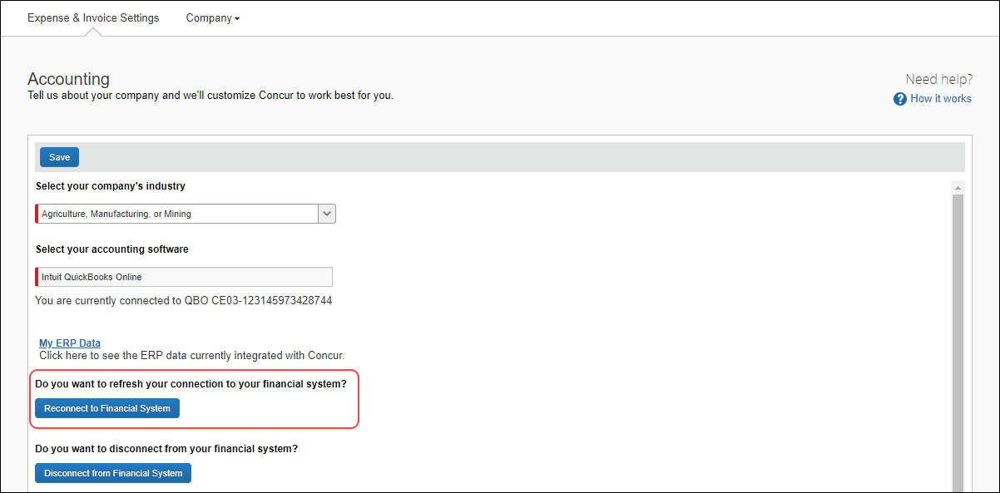 Expense & Invoice Settings Company
Accounting
Tell us about your company and we'll customize Concur to work best for you.
Need help?
? How it works
Save
Select your company's industry
Agriculture, Manufacturing, or Mining
Select your accounting software
Intuit QuickBooks Online
You are currently connected to QBO CE03-123145973428744
My ERP Data
Click here to see the ERP data currently integrated with Concur.
Do you want to refresh your connection to your financial system?
Reconnect to Financial System
Do you want to disconnect from your financial system?
Disconnect from Financial System